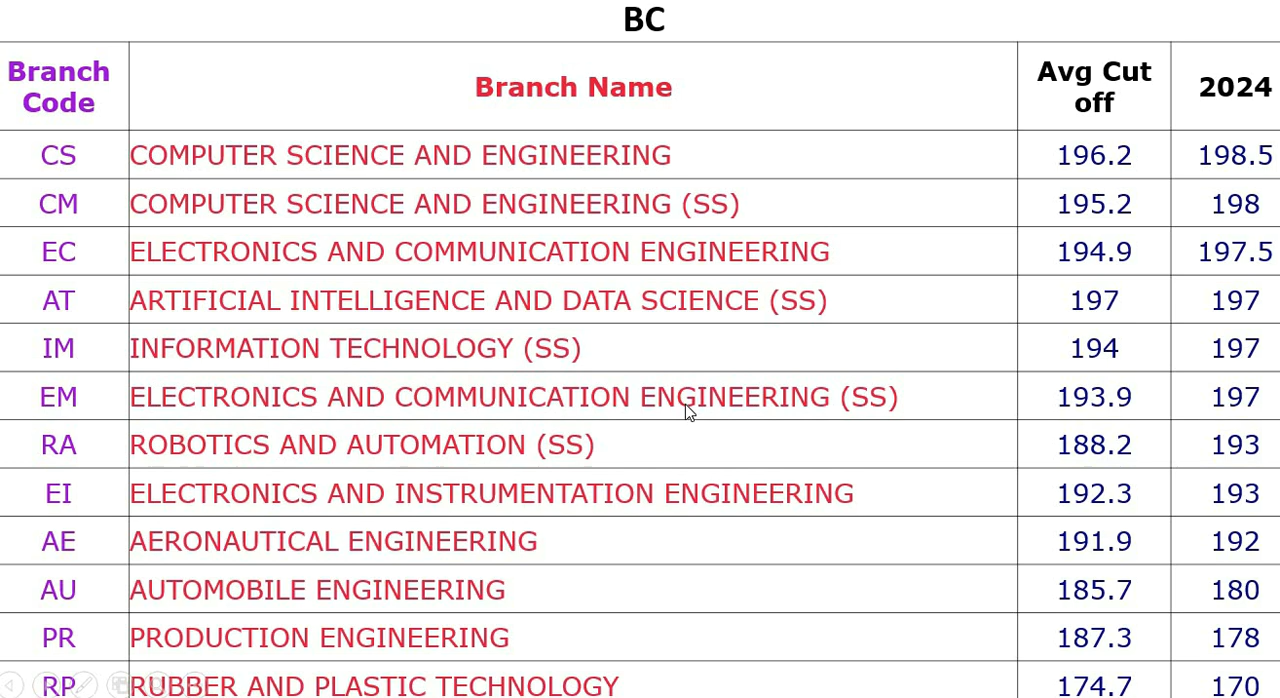 BC
Branch Code Branch Name Avg Cut off 2024
CS COMPUTER SCIENCE AND ENGINEERING 196.2 198.5
CM COMPUTER SCIENCE AND ENGINEERING (SS) 195.2 198
EC ELECTRONICS AND COMMUNICATION ENGINEERING 194.9 197.5
AT ARTIFICIAL INTELLIGENCE AND DATA SCIENCE (SS) 197 197
IM INFORMATION TECHNOLOGY (SS) 194 197
EM ELECTRONICS AND COMMUNICATION ENGINEERING (SS) 193.9 197
RA ROBOTICS AND AUTOMATION (SS) 188.2 193
EI ELECTRONICS AND INSTRUMENTATION ENGINEERING 192.3 193
AE AERONAUTICAL ENGINEERING 191.9 192
AU AUTOMOBILE ENGINEERING 185.7 180
PR PRODUCTION ENGINEERING 187.3 178
RP RUBBER AND PLASTIC TECHNOLOGY 174.7 170